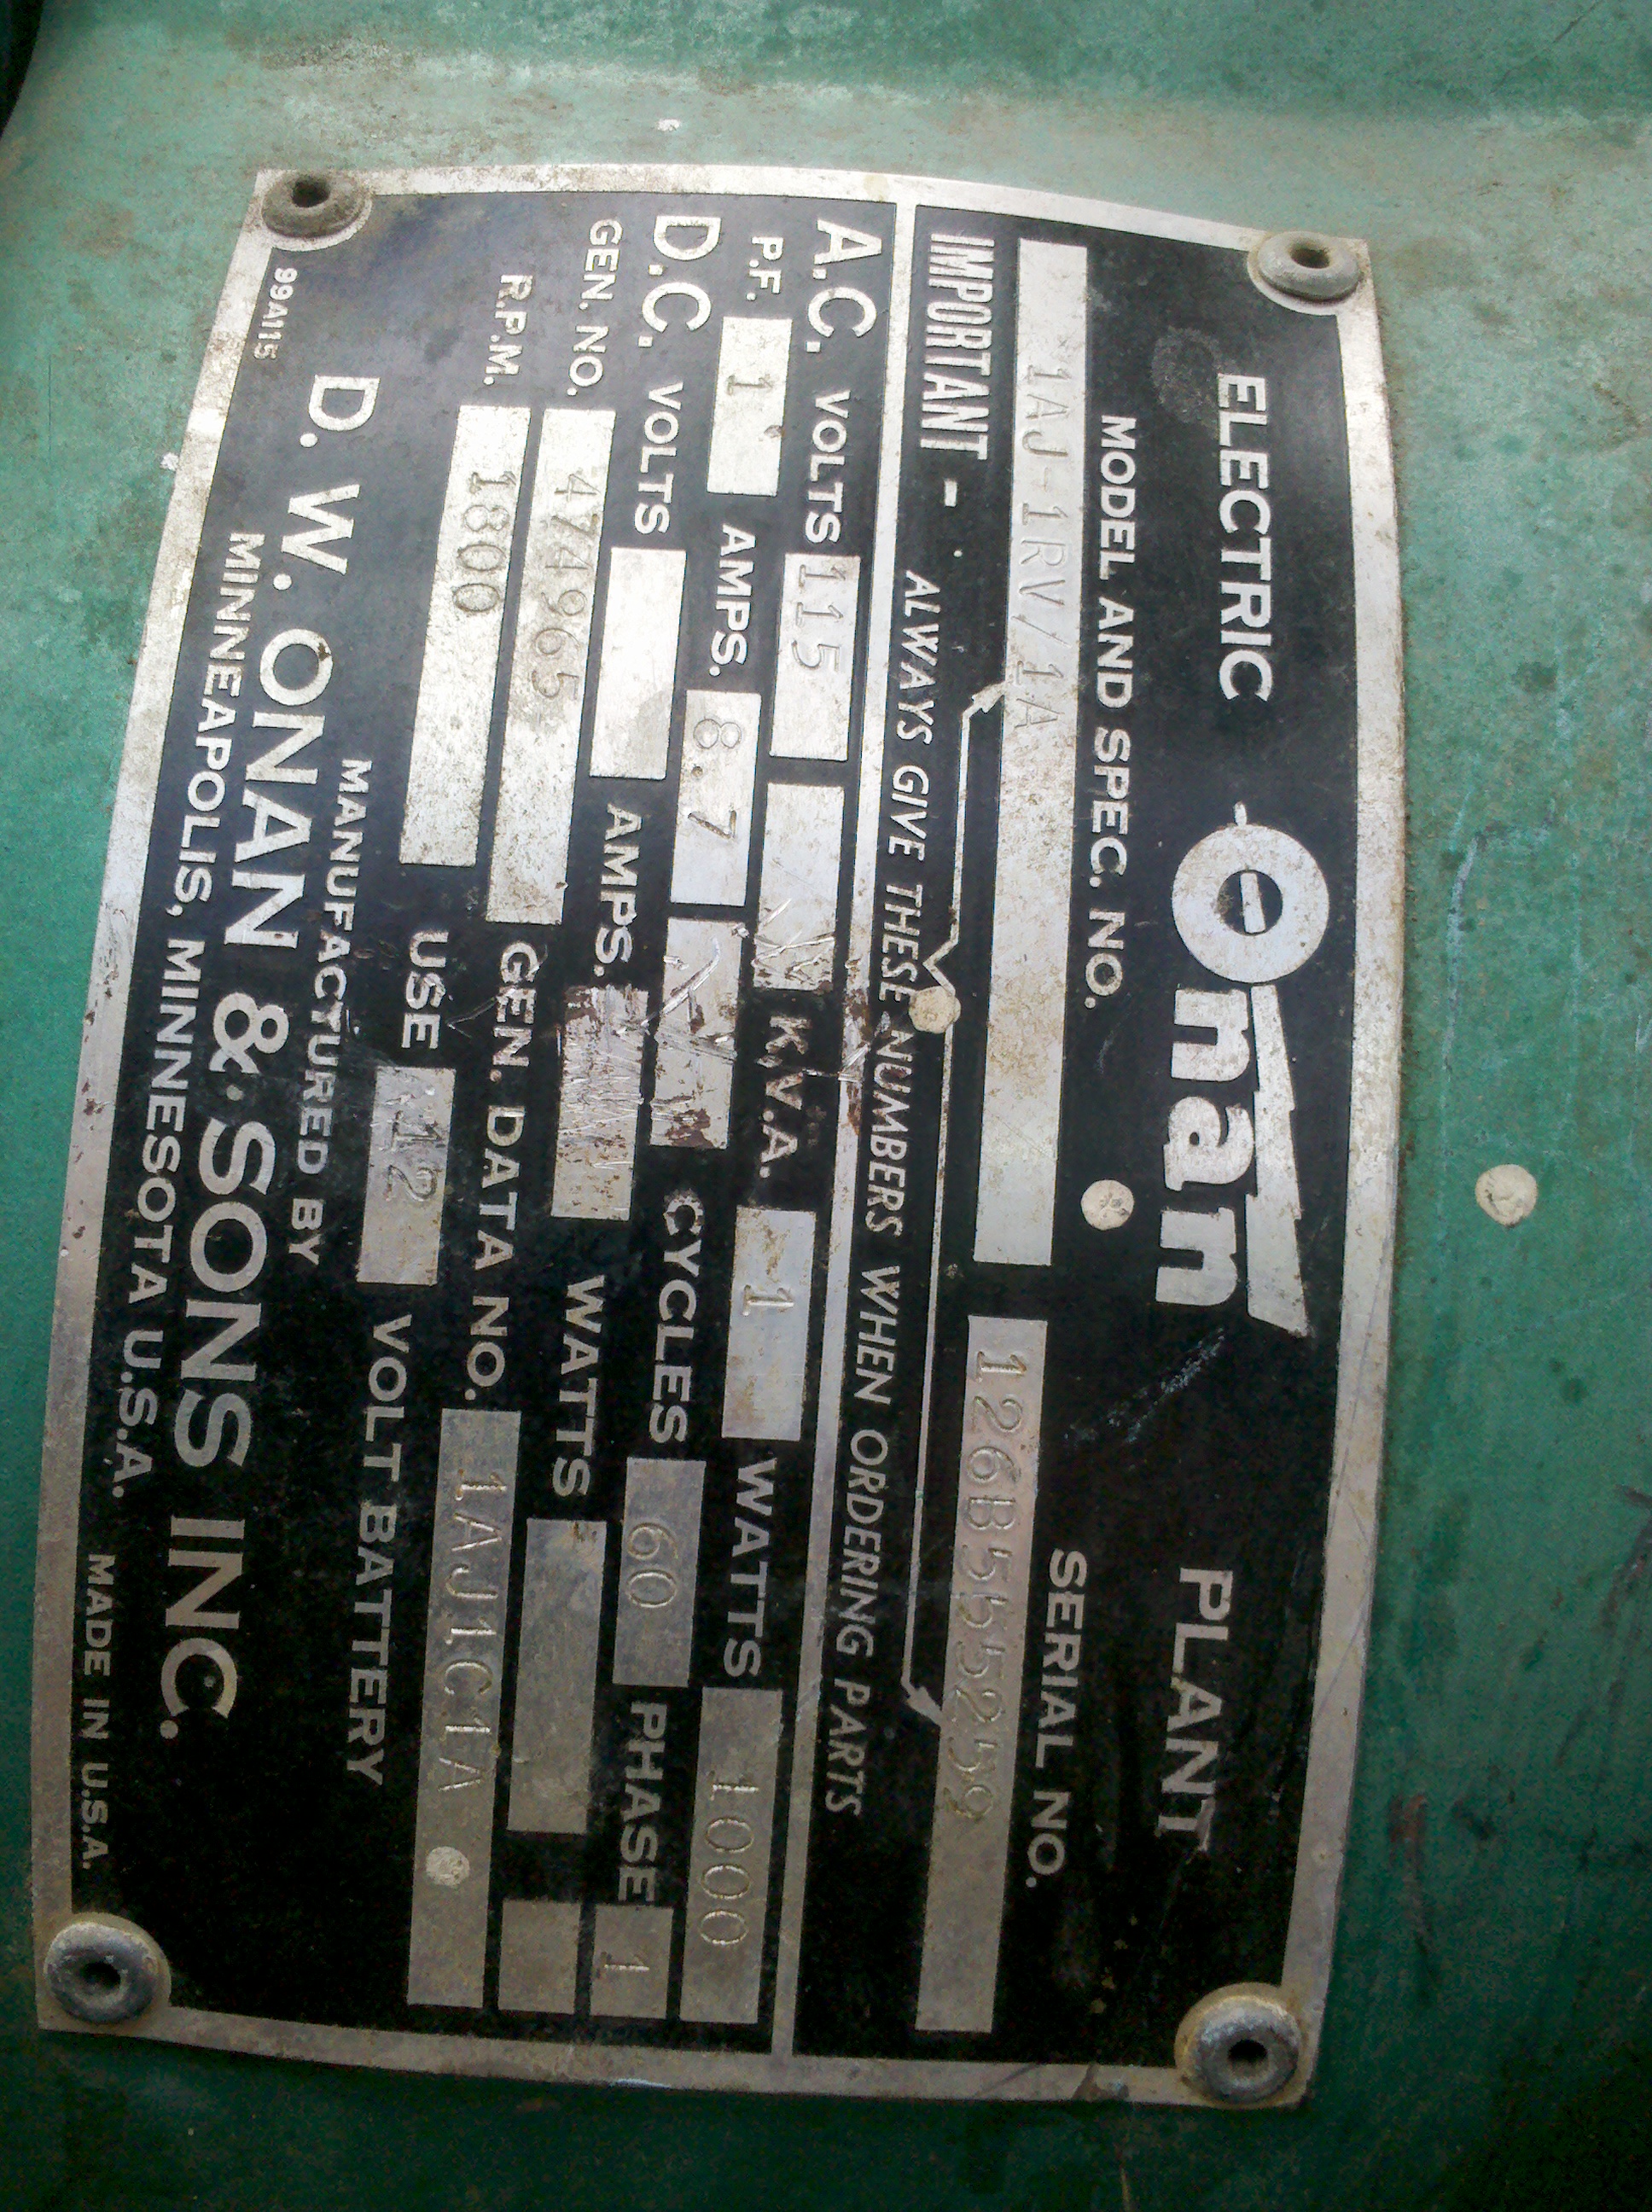 ELECTRIC Onan PLANT
MODEL AND SPEC. NO. SERIAL NO.
1AJ-1RV/1A 126B555259
IMPORTANT - ALWAYS GIVE THESE NUMBERS WHEN ORDERING PARTS
A.C. VOLTS 115 K.V.A. 1 WATTS 1000
P.F. 1 AMPS. 8.7 CYCLES 60 PHASE 1
D.C. VOLTS AMPS. WATTS
GEN. NO. 474965 GEN. DATA NO. 1AJ1C1A
R.P.M. 1800 USE 12 VOLT BATTERY
MANUFACTURED BY
D. W. ONAN & SONS INC.
99A115 MINNEAPOLIS, MINNESOTA U.S.A. MADE IN U.S.A.